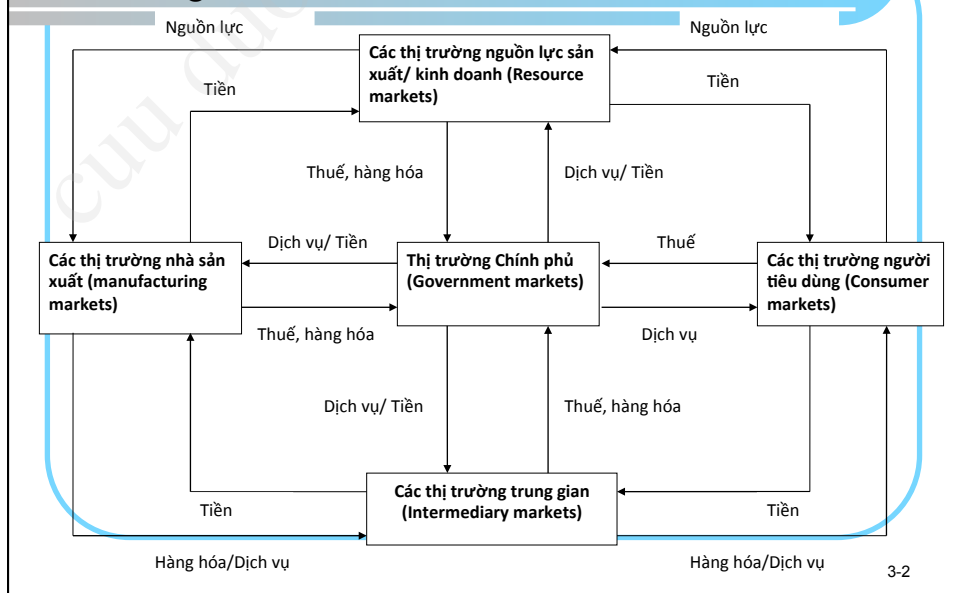 Nguồn lực
Nguồn lực
Các thị trường nguồn lực sản
xuất/ kinh doanh (Resource
markets)
Tiền
Tiền
Thuế, hàng hóa
Dịch vụ/ Tiền
Dịch vụ/ Tiền
Thuế
Các thị trường nhà sản
xuất (manufacturing
markets)
Thị trường Chính phủ
(Government markets)
Các thị trường người
tiêu dùng (Consumer
markets)
Thuế, hàng hóa
Dịch vụ
Dịch vụ/ Tiền
Thuế, hàng hóa
Các thị trường trung gian
(Intermediary markets)
Tiền
Tiền
Hàng hóa/Dịch vụ
Hàng hóa/Dịch vụ
3-2
cuu